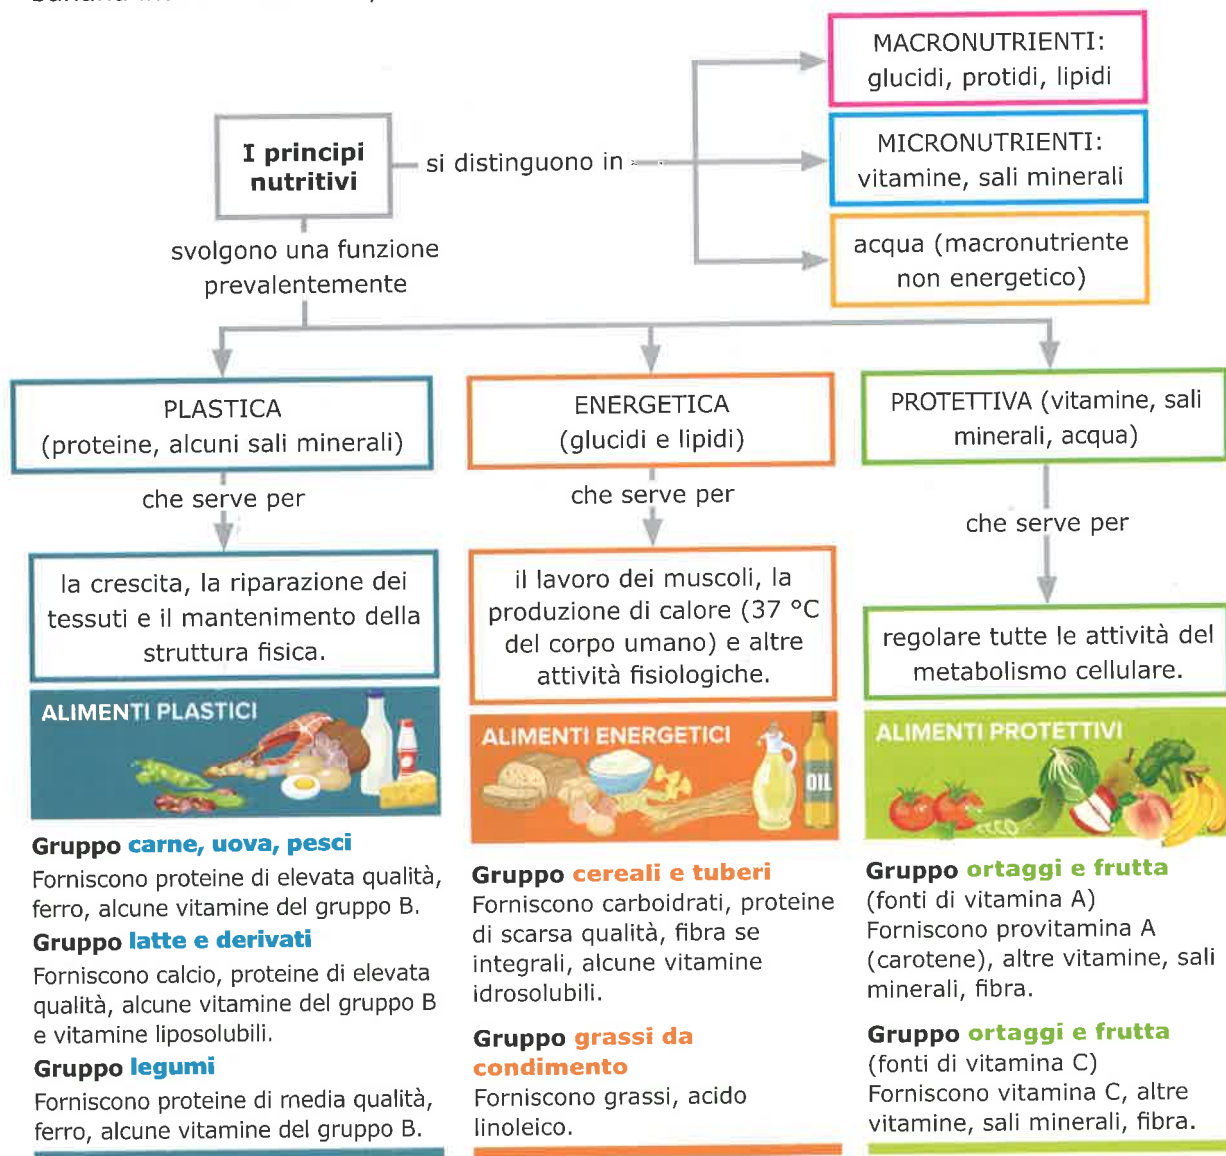 MACRONUTRIENTI:
glucidi, protidi, lipidi
I principi
nutritivi
si distinguono in
MICRONUTRIENTI:
vitamine, sali minerali
acqua (macronutriente
non energetico)
svolgono una funzione
prevalentemente
PLASTICA
(proteine, alcuni sali minerali)
che serve per
la crescita, la riparazione dei
tessuti e il mantenimento della
struttura fisica.
ALIMENTI PLASTICI
Gruppo carne, uova, pesci
Forniscono proteine di elevata qualità,
ferro, alcune vitamine del gruppo B.
Gruppo latte e derivati
Forniscono calcio, proteine di elevata
qualità, alcune vitamine del gruppo B
e vitamine liposolubili.
Gruppo legumi
Forniscono proteine di media qualità,
ferro, alcune vitamine del gruppo B.
ENERGETICA
(glucidi e lipidi)
che serve per
il lavoro dei muscoli, la
produzione di calore (37 °C
del corpo umano) e altre
attività fisiologiche.
ALIMENTI ENERGETICI
OIL
Gruppo cereali e tuberi
Forniscono carboidrati, proteine
di scarsa qualità, fibra se
integrali, alcune vitamine
idrosolubili.
Gruppo grassi da
condimento
Forniscono grassi, acido
linoleico.
PROTETTIVA (vitamine, sali
minerali, acqua)
che serve per
regolare tutte le attività del
metabolismo cellulare.
ALIMENTI PROTETTIVI
Gruppo ortaggi e frutta
(fonti di vitamina A)
Forniscono provitamina A
(carotene), altre vitamine, sali
minerali, fibra.
Gruppo ortaggi e frutta
(fonti di vitamina C)
Forniscono vitamina C, altre
vitamine, sali minerali, fibra.